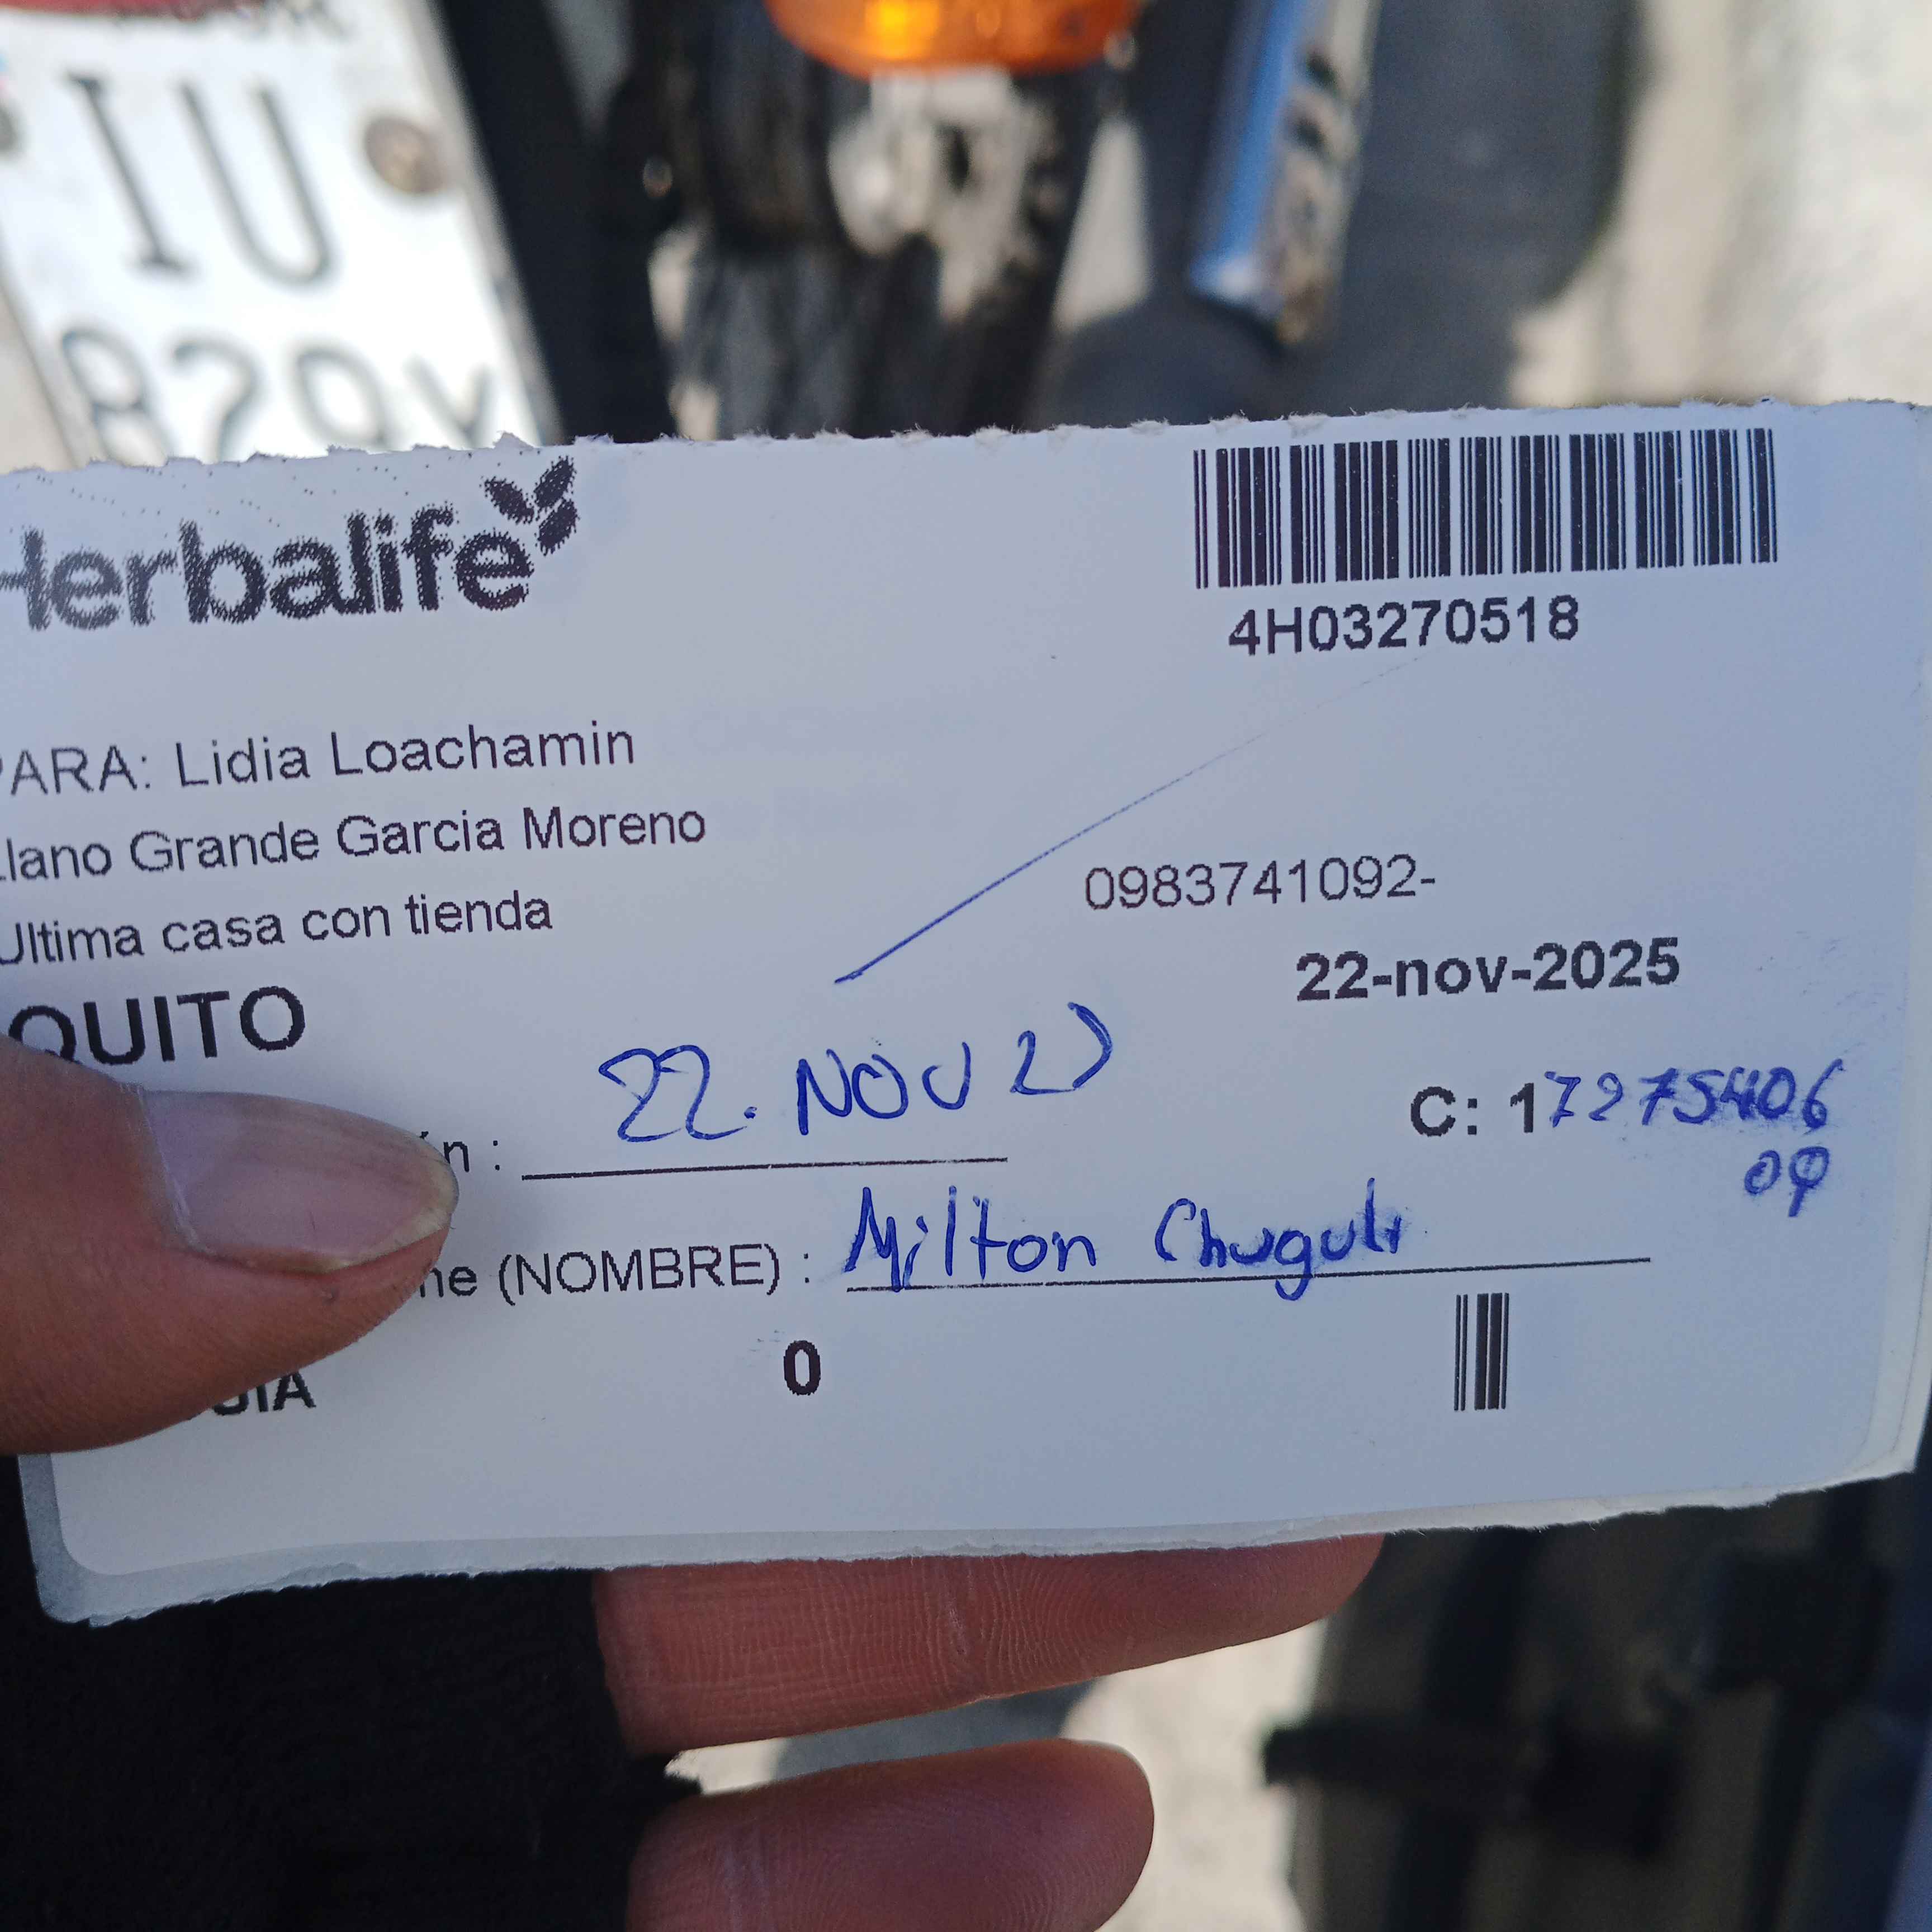 IU
829Y
Herbalife
4H03270518
PARA: Lidia Loachamin
Llano Grande Garcia Moreno
0983741092-
Ultima casa con tienda
22-nov-2025
QUITO
22. NOV 25
C: 1727540609
(NOMBRE) : Milton Chuguli
0